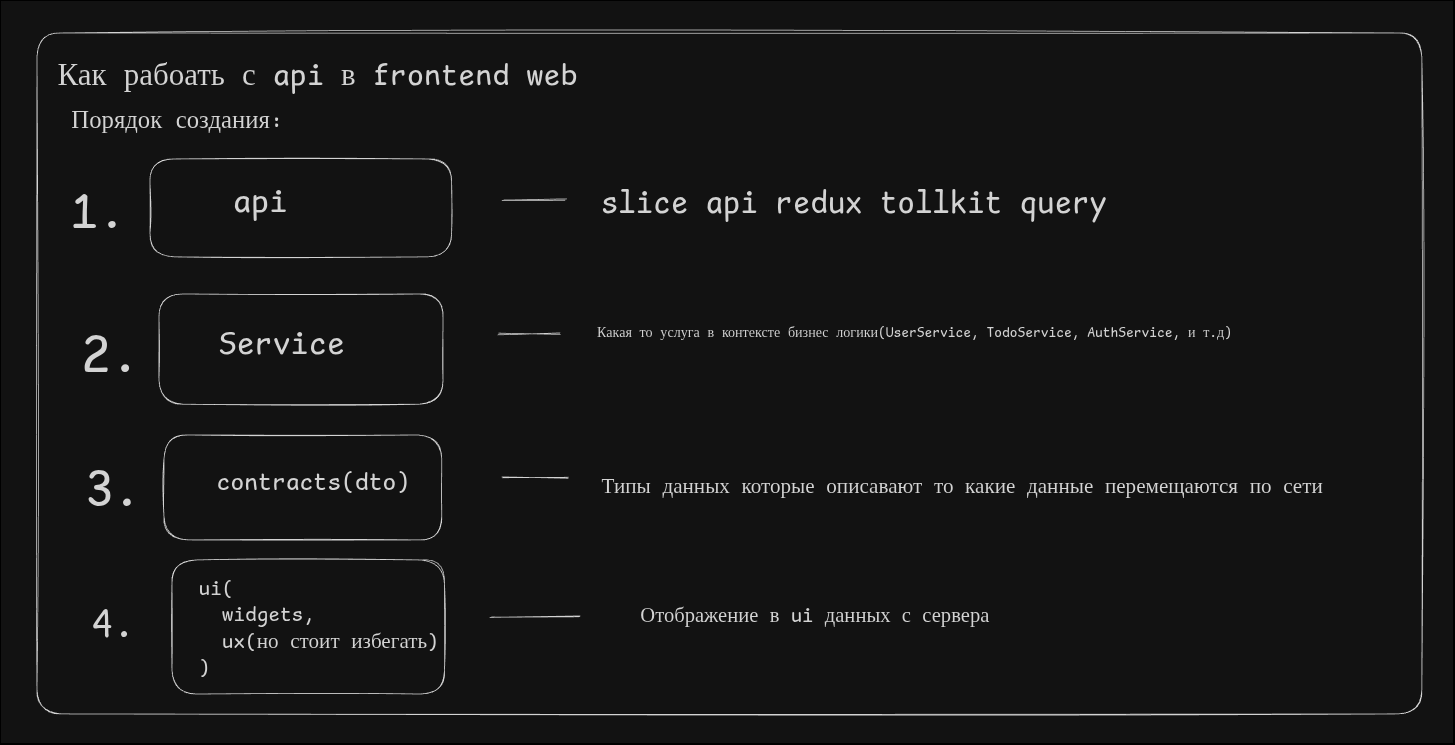 Как рабоать с api в frontend web
Порядок создания:
1. api — slice api redux tollkit query
2. Service — Какая то услуга в контексте бизнес логики(UserService, TodoService, AuthService, и т.д)
3. contracts(dto) — Типы данных которые описавают то какие данные перемещаются по сети
4. ui(
widgets,
ux(но стоит избегать)
)
Отображение в ui данных с сервера